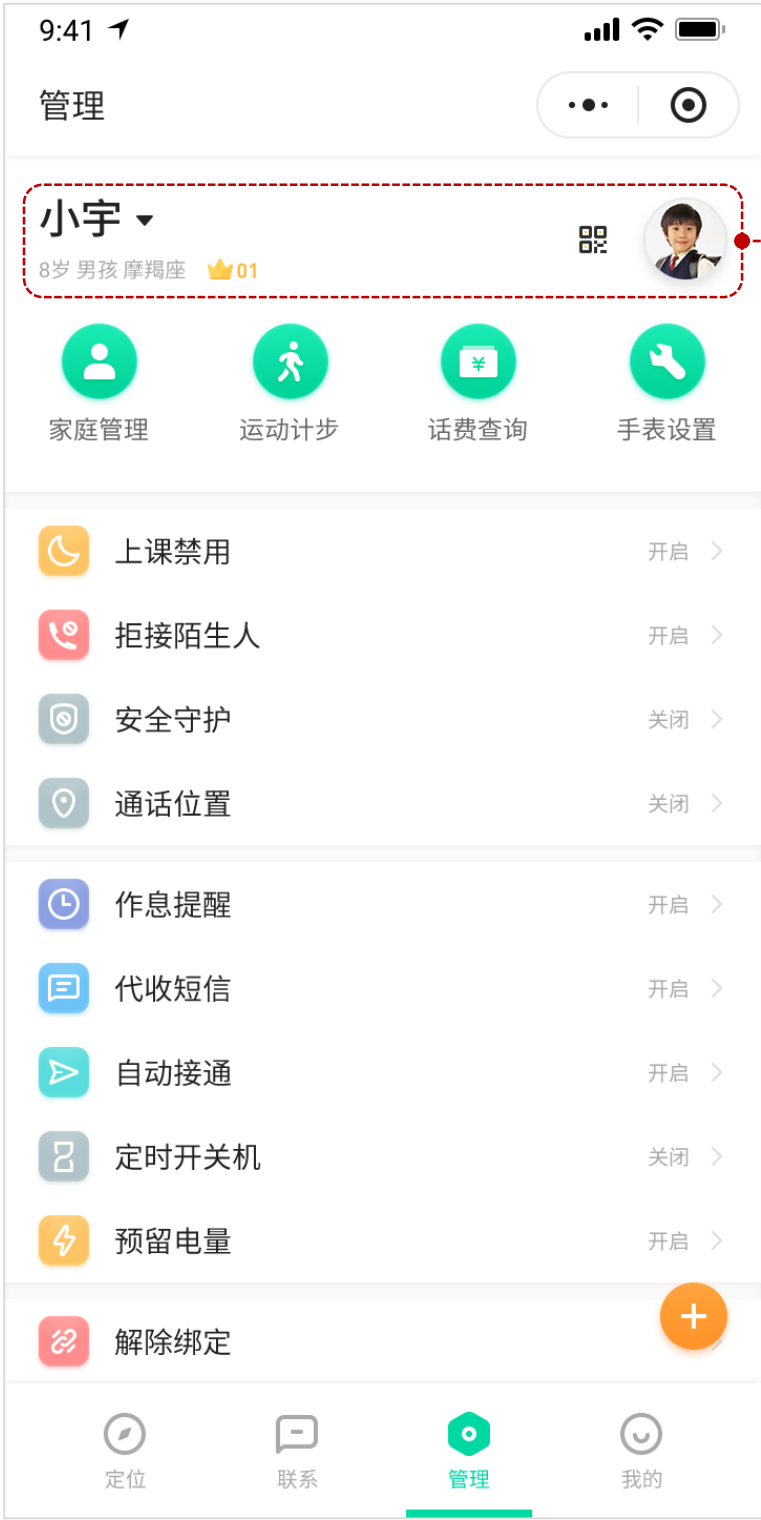 9:41
管理
小宇
8岁 男孩 摩羯座 01
家庭管理 运动计步 话费查询 手表设置
上课禁用 开启
拒接陌生人 开启
安全守护 关闭
通话位置 关闭
作息提醒 开启
代收短信 开启
自动接通 开启
定时开关机 关闭
预留电量 开启
解除绑定
定位 联系 管理 我的